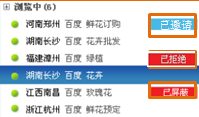 浏览中 (6)
河南郑州 百度 鲜花订购 已邀请
湖南长沙 百度 花卉批发
福建漳州 百度 绿植 已拒绝
湖南长沙 百度 花卉
江西南昌 百度 玫瑰花 已屏蔽
浙江杭州 百度 鲜花预定